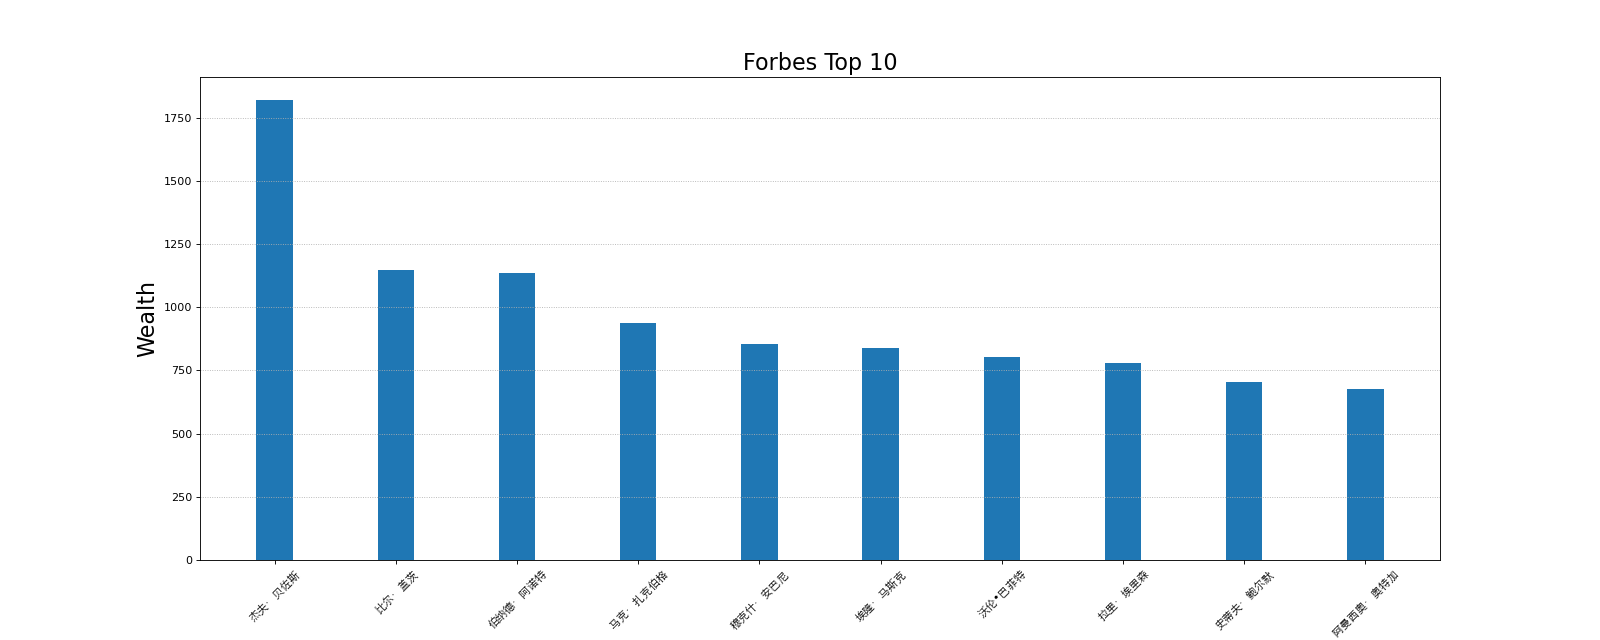 Forbes Top 10
Wealth
1750
1500
1250
1000
750
500
250
0
杰夫· 贝佐斯
比尔· 盖茨
伯纳德· 阿诺特
马克· 扎克伯格
穆克什· 安巴尼
埃隆· 马斯克
沃伦•巴菲特
拉里· 埃里森
史蒂夫· 鲍尔默
阿曼西奥· 奥特加